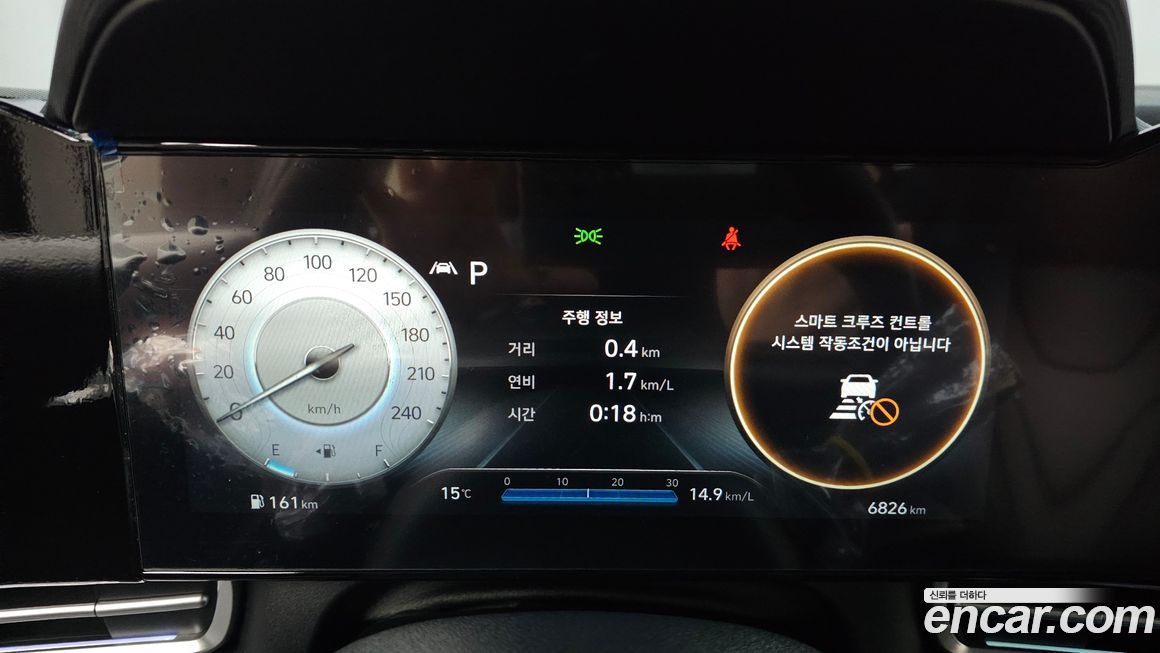 0
20
40
60
80
100
120
150
180
210
240
km/h
E
F
161 km
P
주행 정보
거리 0.4 km
연비 1.7 km/L
시간 0:18 h:m
0 10 20 30
15℃
14.9 km/L
스마트 크루즈 컨트롤
시스템 작동조건이 아닙니다
6826 km
신뢰를 더하다
encar.com